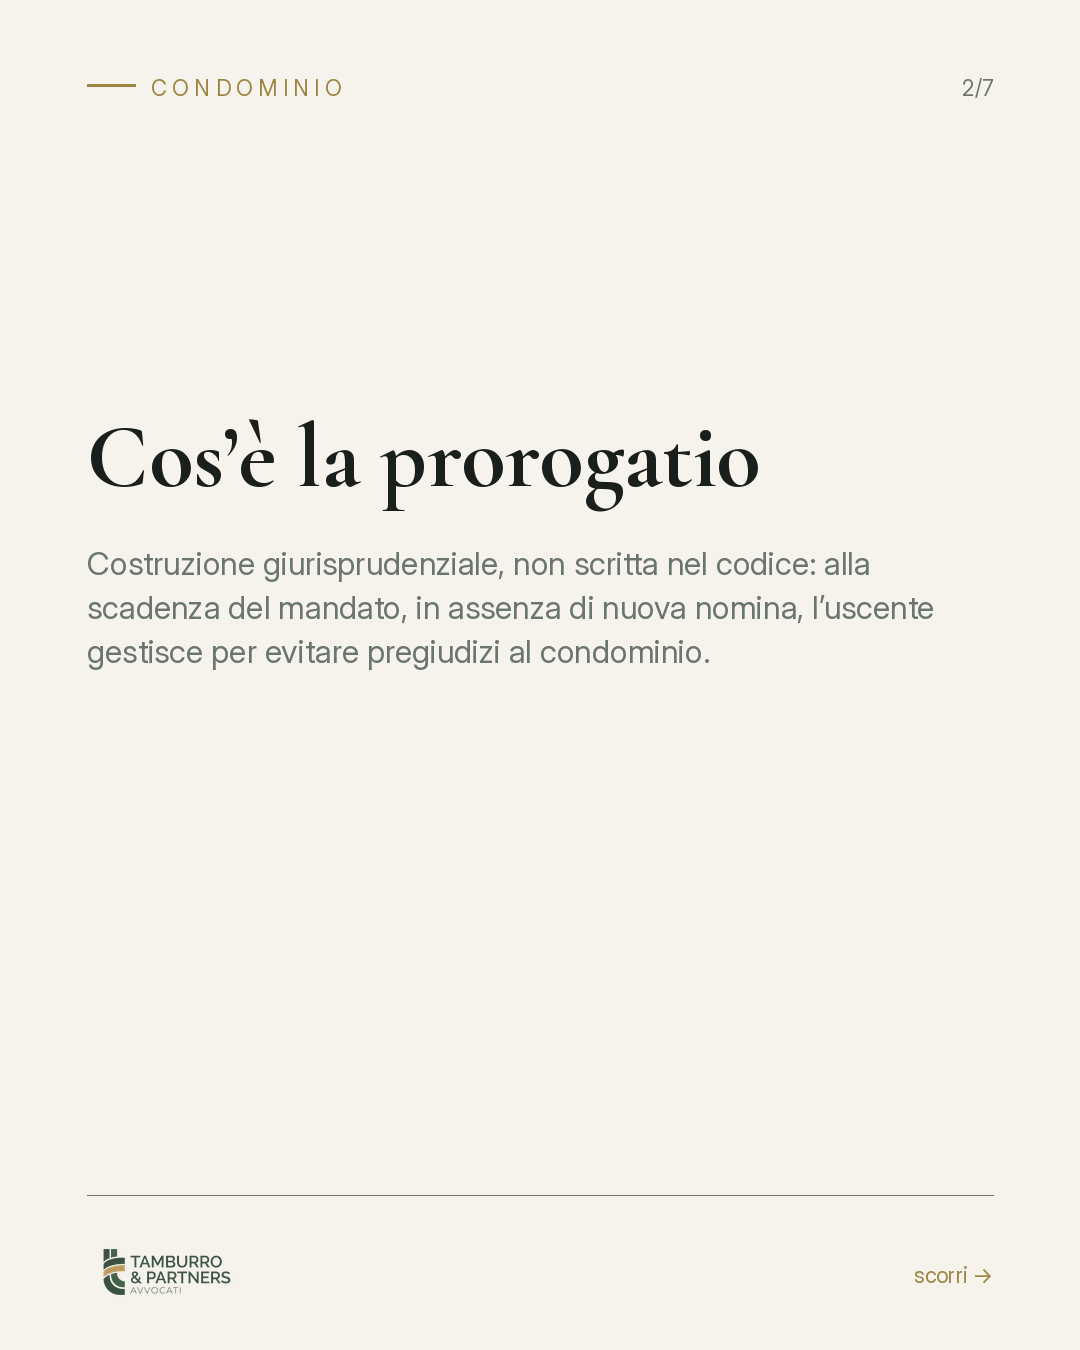 CONDOMINIO
2/7
Cos’è la prorogatio
Costruzione giurisprudenziale, non scritta nel codice: alla
scadenza del mandato, in assenza di nuova nomina, l’uscente
gestisce per evitare pregiudizi al condominio.
TAMBURRO
& PARTNERS
AVVOCATI
scorri →